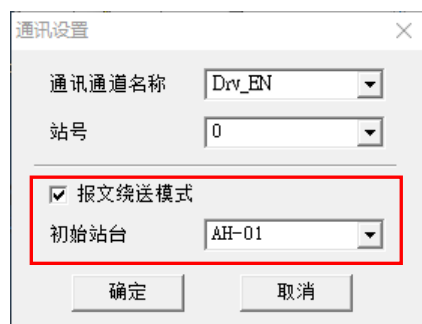 通讯设置
通讯通道名称 Drv_EN
站号 0
报文绕送模式
初始站台 AH-01
确定 取消